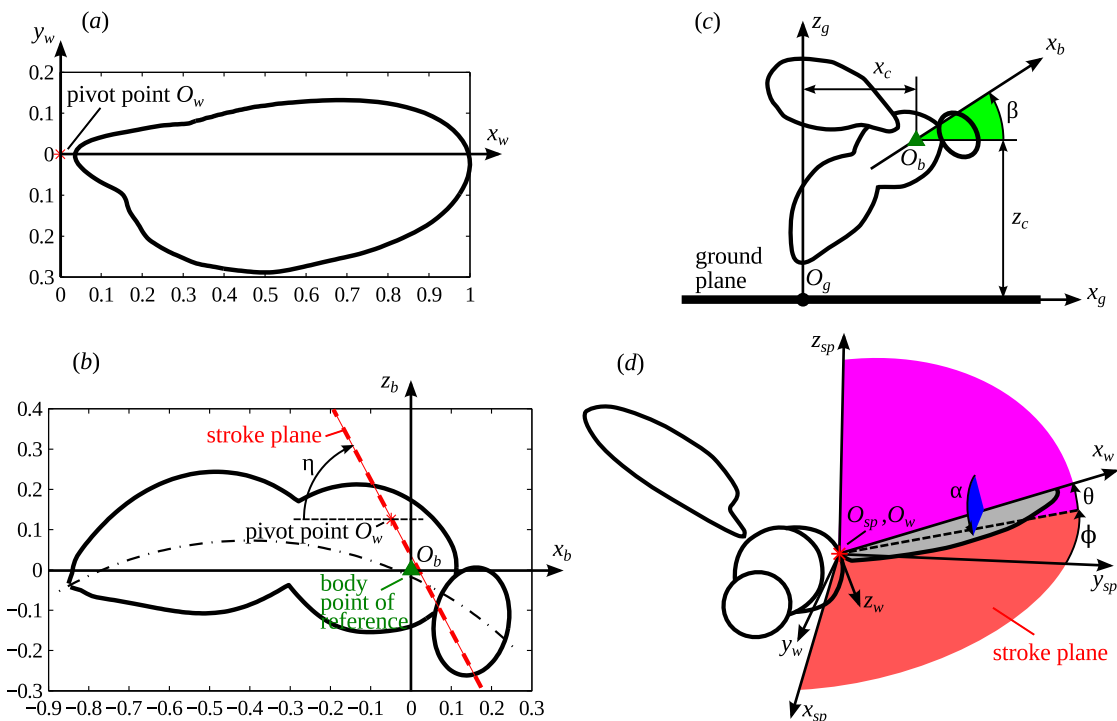 (a)
y_w
0.2
pivot point O_w
0.1
x_w
0
0.1
0.2
0.3
0 0.1 0.2 0.3 0.4 0.5 0.6 0.7 0.8 0.9 1
(c)
z_g
x_b
x_c
β
O_b
z_c
ground
plane
O_g
x_g
(b)
z_b
0.4
stroke plane
0.3
η
0.2
0.1
pivot point O_w
O_b
x_b
0
body
point of
reference
−0.1
−0.2
−0.3
−0.9 −0.8 −0.7 −0.6 −0.5 −0.4 −0.3 −0.2 −0.1 0 0.1 0.2 0.3
(d)
z_sp
x_w
α
θ
O_sp ,O_w
ϕ
y_sp
z_w
y_w
stroke plane
x_sp